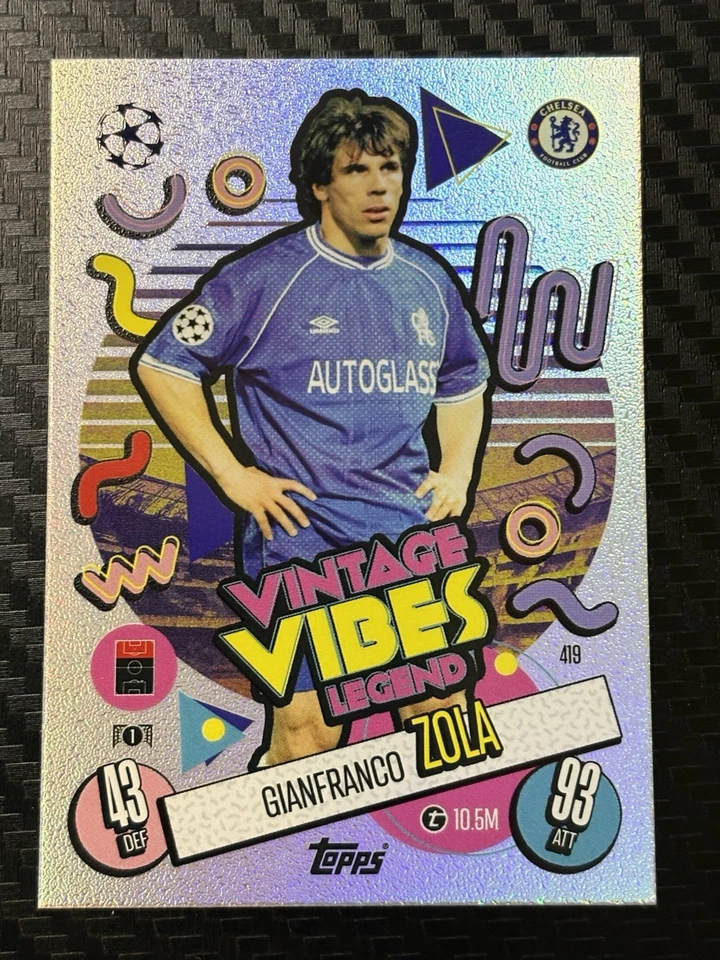 CHELSEA
FOOTBALL CLUB
UMBRO
AUTOGLASS
VINTAGE
VIBES
LEGEND
419
1
GIANFRANCO ZOLA
43
DEF
t 10.5M
93
ATT
topps®